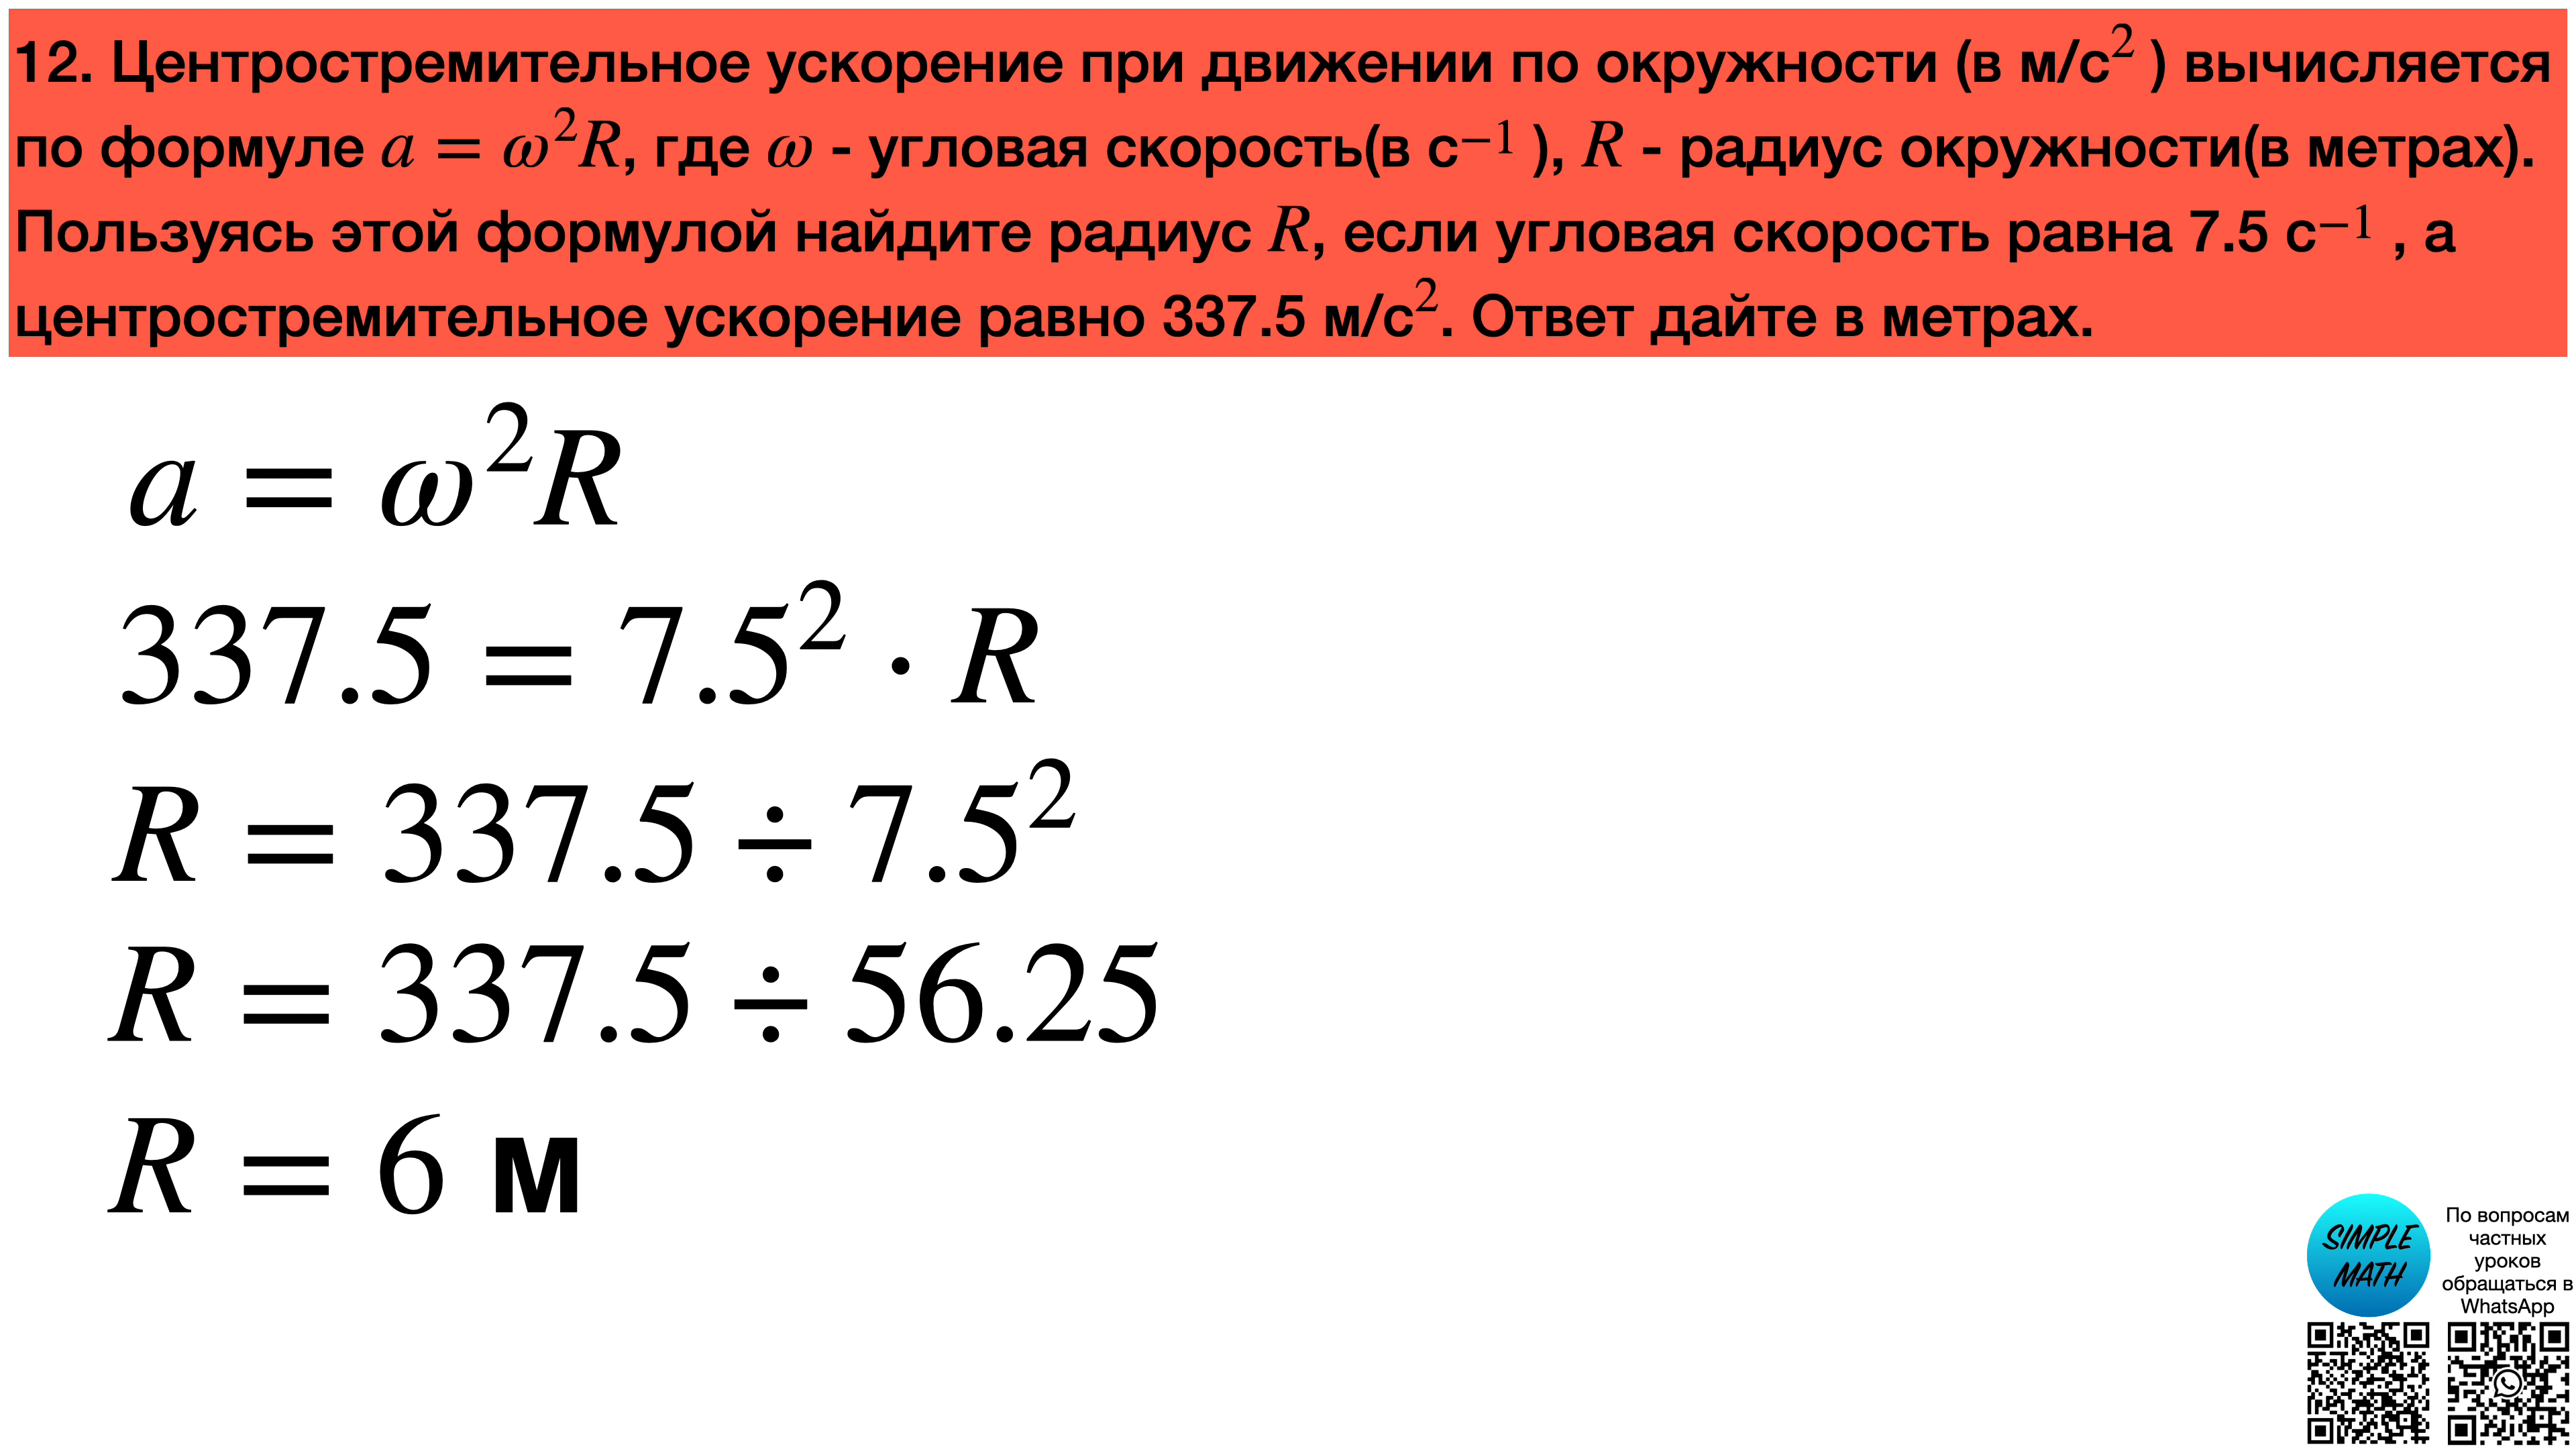 12. Центростремительное ускорение при движении по окружности (в м/с² ) вычисляется
по формуле a = ω²R, где ω - угловая скорость(в с⁻¹ ), R - радиус окружности(в метрах).
Пользуясь этой формулой найдите радиус R, если угловая скорость равна 7.5 с⁻¹ , а
центростремительное ускорение равно 337.5 м/с². Ответ дайте в метрах.
a = ω²R
337.5 = 7.5² · R
R = 337.5 ÷ 7.5²
R = 337.5 ÷ 56.25
R = 6 м
SIMPLE
MATH
По вопросам
частных
уроков
обращаться в
WhatsApp